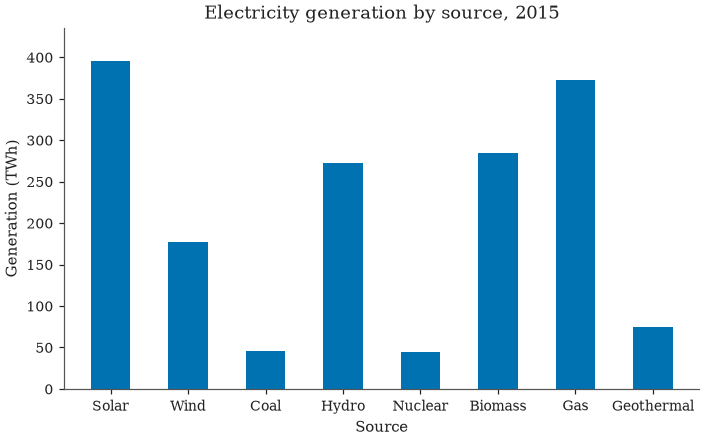 Electricity generation by source, 2015
Generation (TWh)
400
350
300
250
200
150
100
50
0
Solar Wind Coal Hydro Nuclear Biomass Gas Geothermal
Source